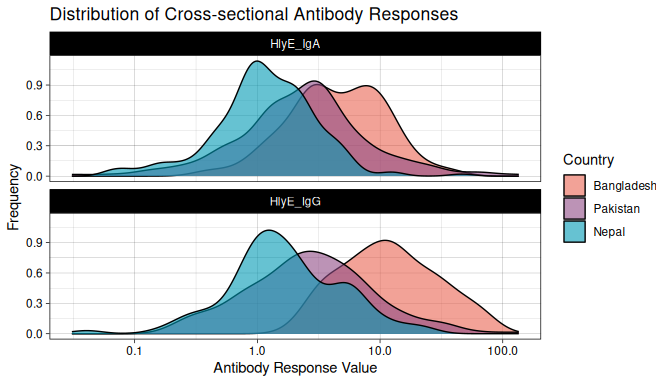 Distribution of Cross-sectional Antibody Responses
HlyE_IgA
0.9
0.6
0.3
0.0
HlyE_IgG
0.9
0.6
0.3
0.0
0.1 1.0 10.0 100.0
Antibody Response Value
Frequency
Country
Bangladesh
Pakistan
Nepal